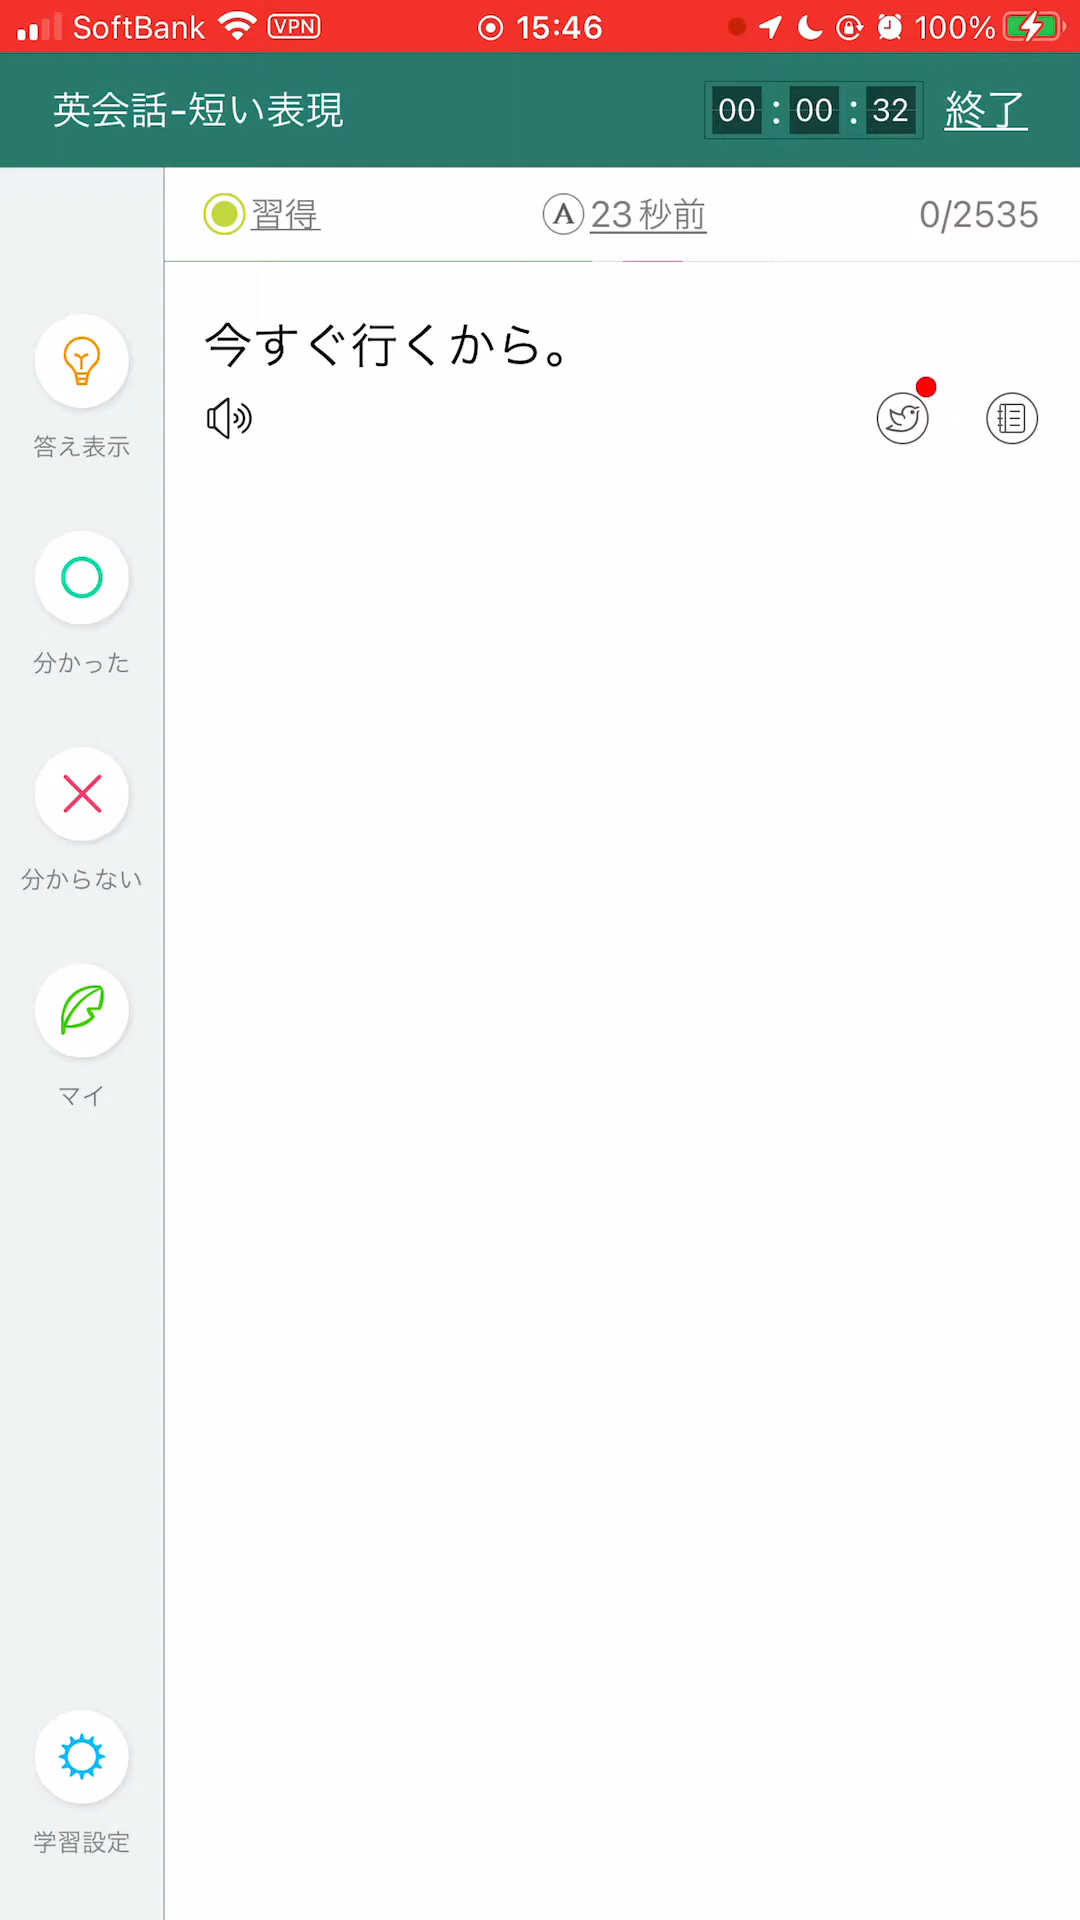 SoftBank VPN 15:46 100%
英会話-短い表現 00:00:32 終了
習得 A 23秒前 0/2535
今すぐ行くから。
答え表示
分かった
分からない
マイ
学習設定